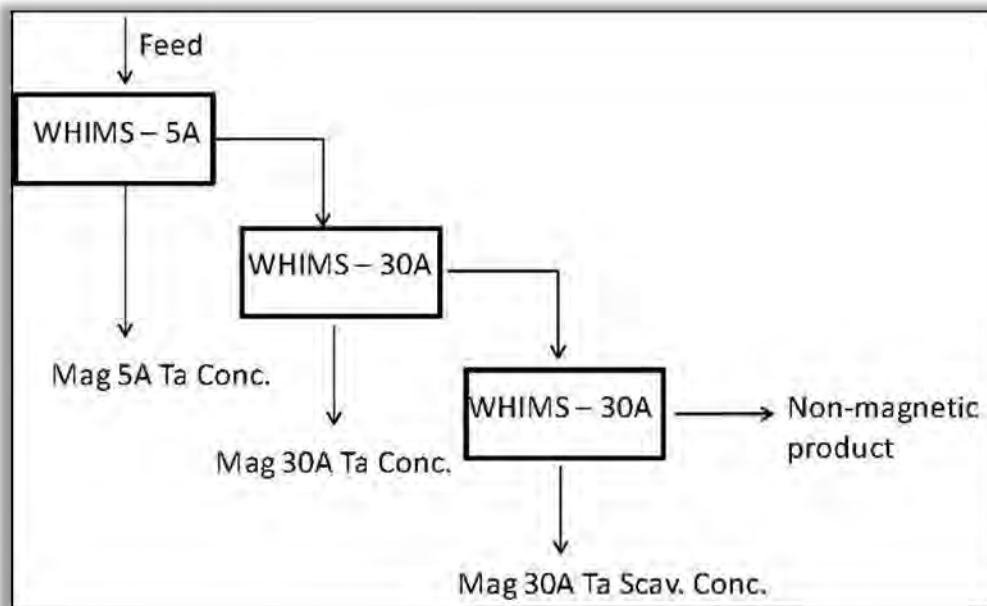 Feed
WHIMS – 5A
WHIMS – 30A
Mag 5A Ta Conc.
WHIMS – 30A
Non-magnetic
product
Mag 30A Ta Conc.
Mag 30A Ta Scav. Conc.